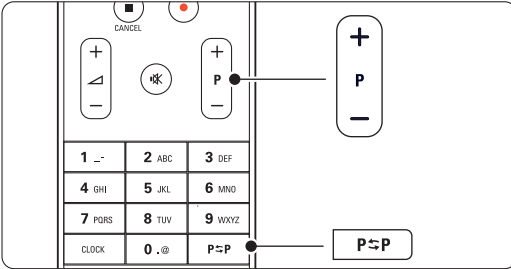 CANCEL
+ + +
P P
− − −
1 _- 2 ABC 3 DEF
4 GHI 5 JKL 6 MNO
7 PQRS 8 TUV 9 WXYZ
CLOCK 0 .@ P⇆P P⇆P